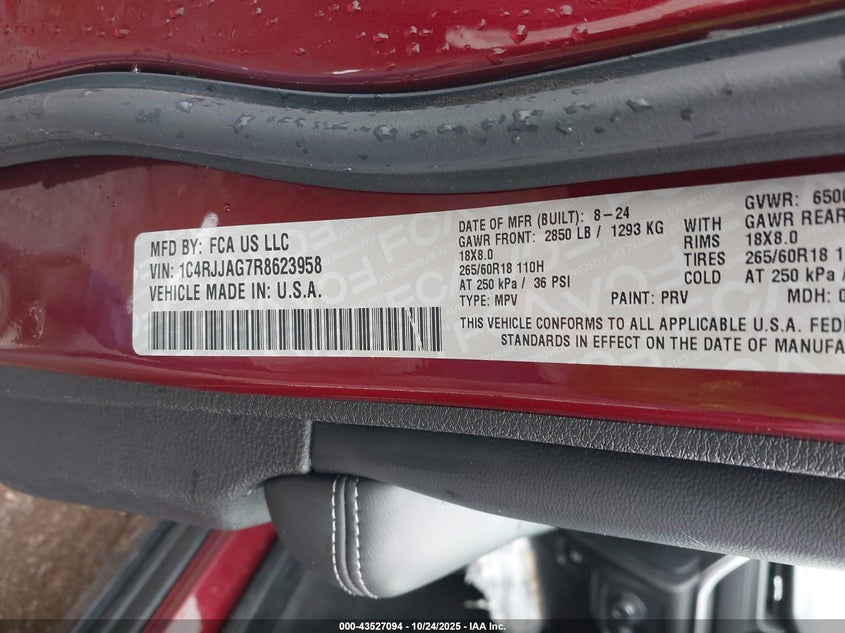 MFD BY: FCA US LLC
VIN: 1C4RJJAG7R8623958
VEHICLE MADE IN: U.S.A.
DATE OF MFR (BUILT): 8-24
GAWR FRONT: 2850 LB / 1293 KG
18X8.0
265/60R18 110H
AT 250 kPa / 36 PSI
TYPE: MPV
PAINT: PRV
WITH
RIMS
TIRES
COLD
GVWR: 6500
GAWR REAR
18X8.0
265/60R18
AT 250 kPa /
MDH: 0
THIS VEHICLE CONFORMS TO ALL APPLICABLE U.S.A. FEDE
STANDARDS IN EFFECT ON THE DATE OF MANUFA
000-43527094 - 10/24/2025 - IAA Inc.